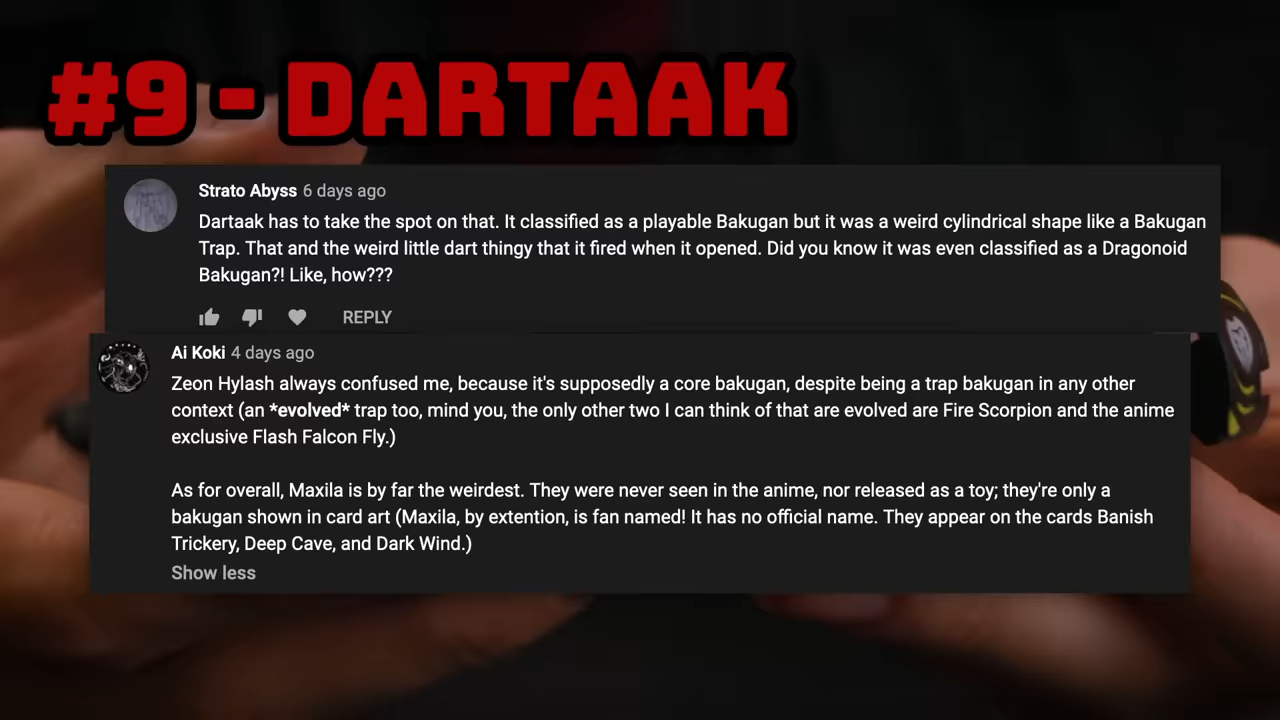 #9 - DARTAAK
Strato Abyss 6 days ago
Dartaak has to take the spot on that. It classified as a playable Bakugan but it was a weird cylindrical shape like a Bakugan
Trap. That and the weird little dart thingy that it fired when it opened. Did you know it was even classified as a Dragonoid
Bakugan?! Like, how???
REPLY
Ai Koki 4 days ago
Zeon Hylash always confused me, because it's supposedly a core bakugan, despite being a trap bakugan in any other
context (an *evolved* trap too, mind you, the only other two I can think of that are evolved are Fire Scorpion and the anime
exclusive Flash Falcon Fly.)
As for overall, Maxila is by far the weirdest. They were never seen in the anime, nor released as a toy; they're only a
bakugan shown in card art (Maxila, by extention, is fan named! It has no official name. They appear on the cards Banish
Trickery, Deep Cave, and Dark Wind.)
Show less